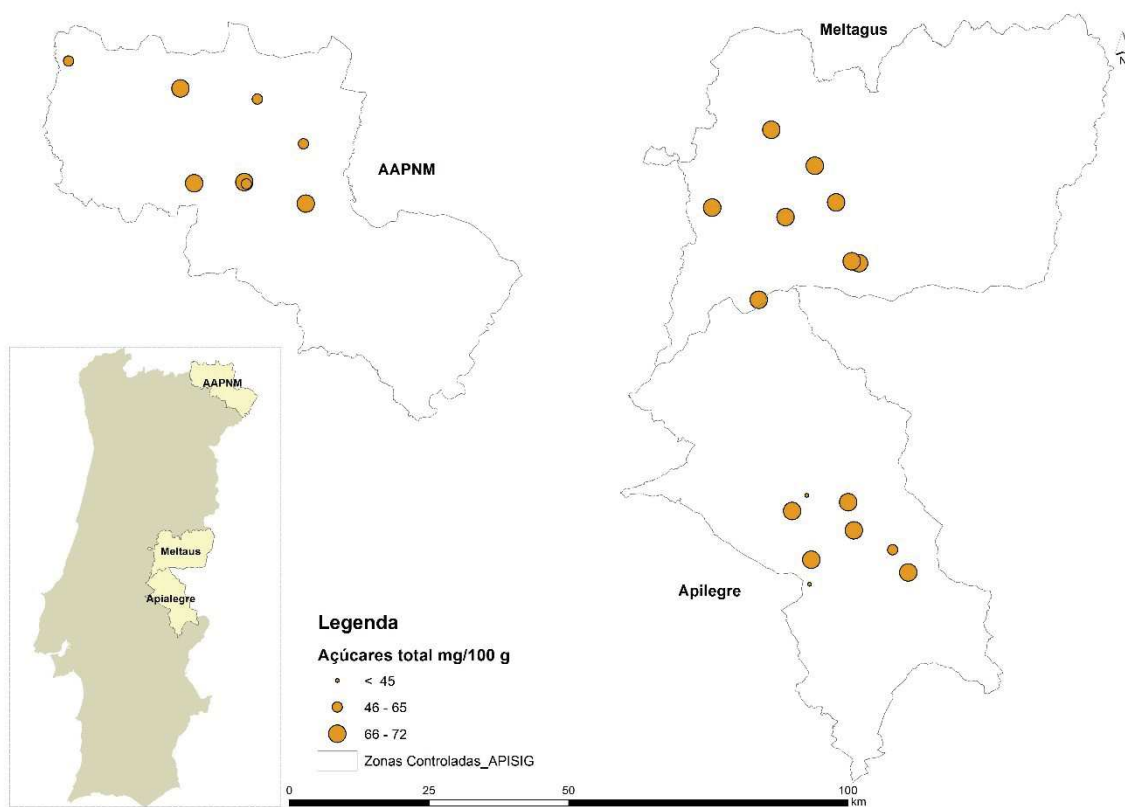 Meltagus
N
AAPNM
AAPNM
Meltaus
Apialegre
Apilegre
Legenda
Açúcares total mg/100 g
< 45
46 - 65
66 - 72
Zonas Controladas_APISIG
0 25 50 100
km